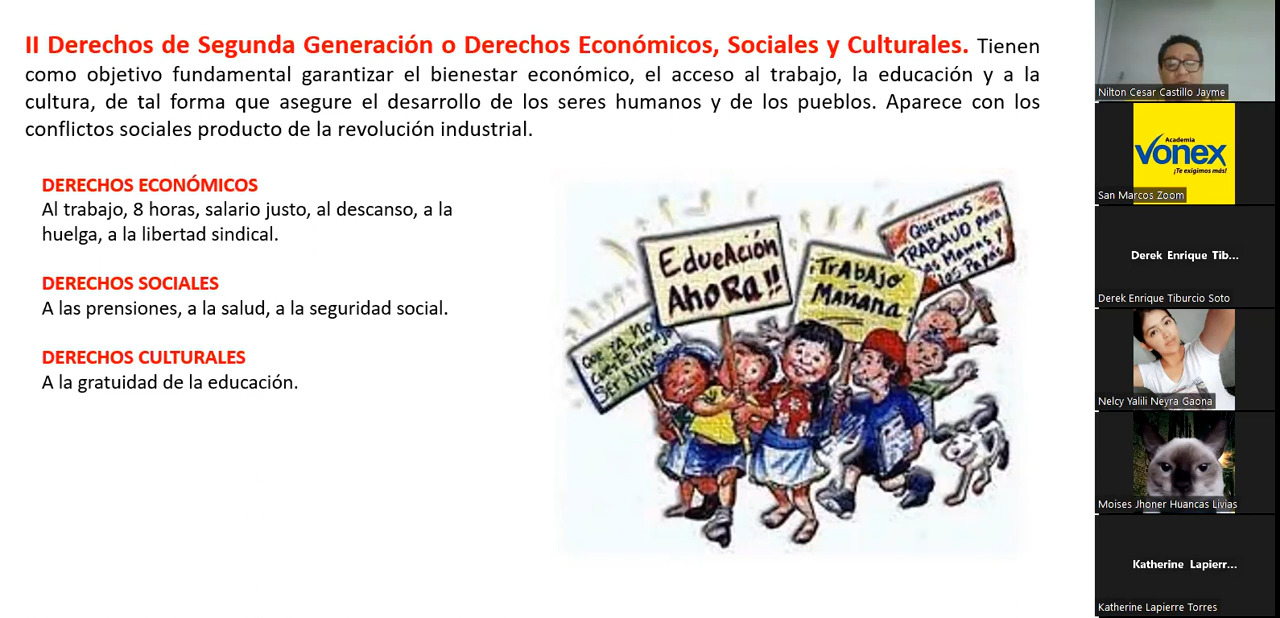 II Derechos de Segunda Generación o Derechos Económicos, Sociales y Culturales. Tienen
como objetivo fundamental garantizar el bienestar económico, el acceso al trabajo, la educación y a la
cultura, de tal forma que asegure el desarrollo de los seres humanos y de los pueblos. Aparece con los
conflictos sociales producto de la revolución industrial.
DERECHOS ECONÓMICOS
Al trabajo, 8 horas, salario justo, al descanso, a la
huelga, a la libertad sindical.
DERECHOS SOCIALES
A las prensiones, a la salud, a la seguridad social.
DERECHOS CULTURALES
A la gratuidad de la educación.
EducAción
AhoRa!!
¡TrAbAjo
MAñAnA!
QueRemos
TRABAJO para
Mamas y
los Papás
Que YA NO
Nilton Cesar Castillo Jayme
Academia
vonex
¡Te exigimos más!
San Marcos Zoom
Derek Enrique Tib...
Derek Enrique Tiburcio Soto
Nelcy Yalili Neyra Gaona
Moises Jhoner Huancas Livias
Katherine Lapierr...
Katherine Lapierre Torres